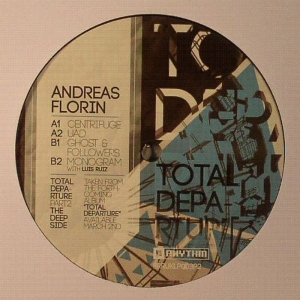 ANDREAS
FLORIN
A1 CENTRIFUGE
A2 UAO
B1 GHOST &
FOLLOWERS
B2 MONOGRAM
WITH LUIS RUIZ
TOTAL
DEPA-
RTURE
PART 2
THE
DEEP
SIDE
TAKEN FROM
THE FORTH-
COMING
ALBUM
"TOTAL
DEPARTURE"
AVAILABLE
MARCH 2ND
TOTAL
DEPA-
RTURE
RHYTHM